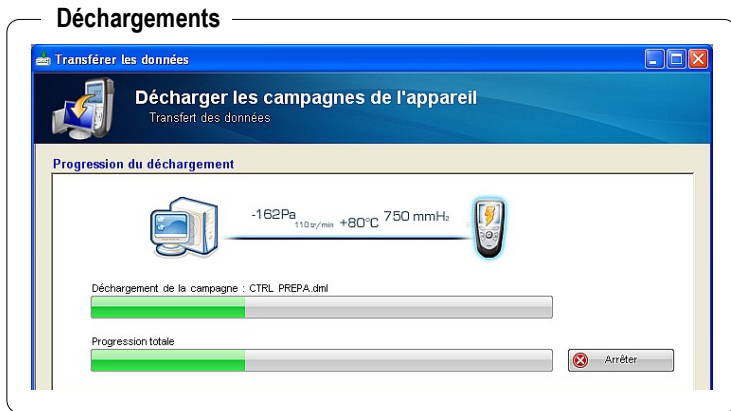 Déchargements
Transférer les données
Décharger les campagnes de l'appareil
Transfert des données
Progression du déchargement
-162Pa 110tr/min +80°C 750 mmH₂
Déchargement de la campagne : CTRL PREPA.dml
Progression totale
Arrêter